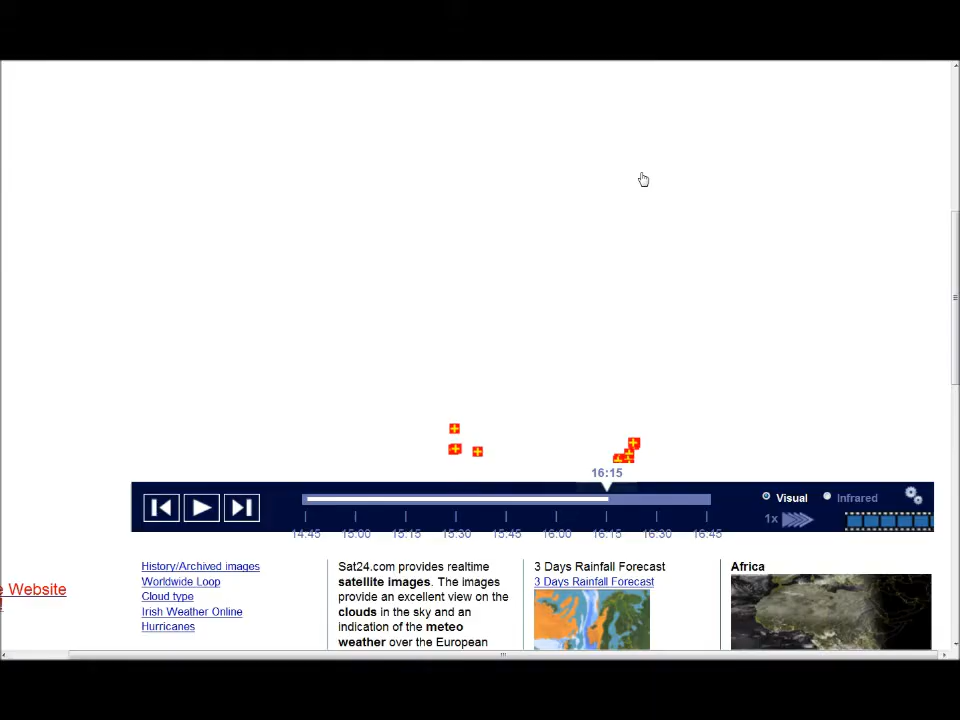 16:15
Visual
Infrared
1x
14:45 15:00 15:15 15:30 15:45 16:00 16:15 16:30 16:45
History/Archived images
Worldwide Loop
Cloud type
Irish Weather Online
Hurricanes
Sat24.com provides realtime
satellite images. The images
provide an excellent view on the
clouds in the sky and an
indication of the meteo
weather over the European
3 Days Rainfall Forecast
3 Days Rainfall Forecast
Africa
e Website